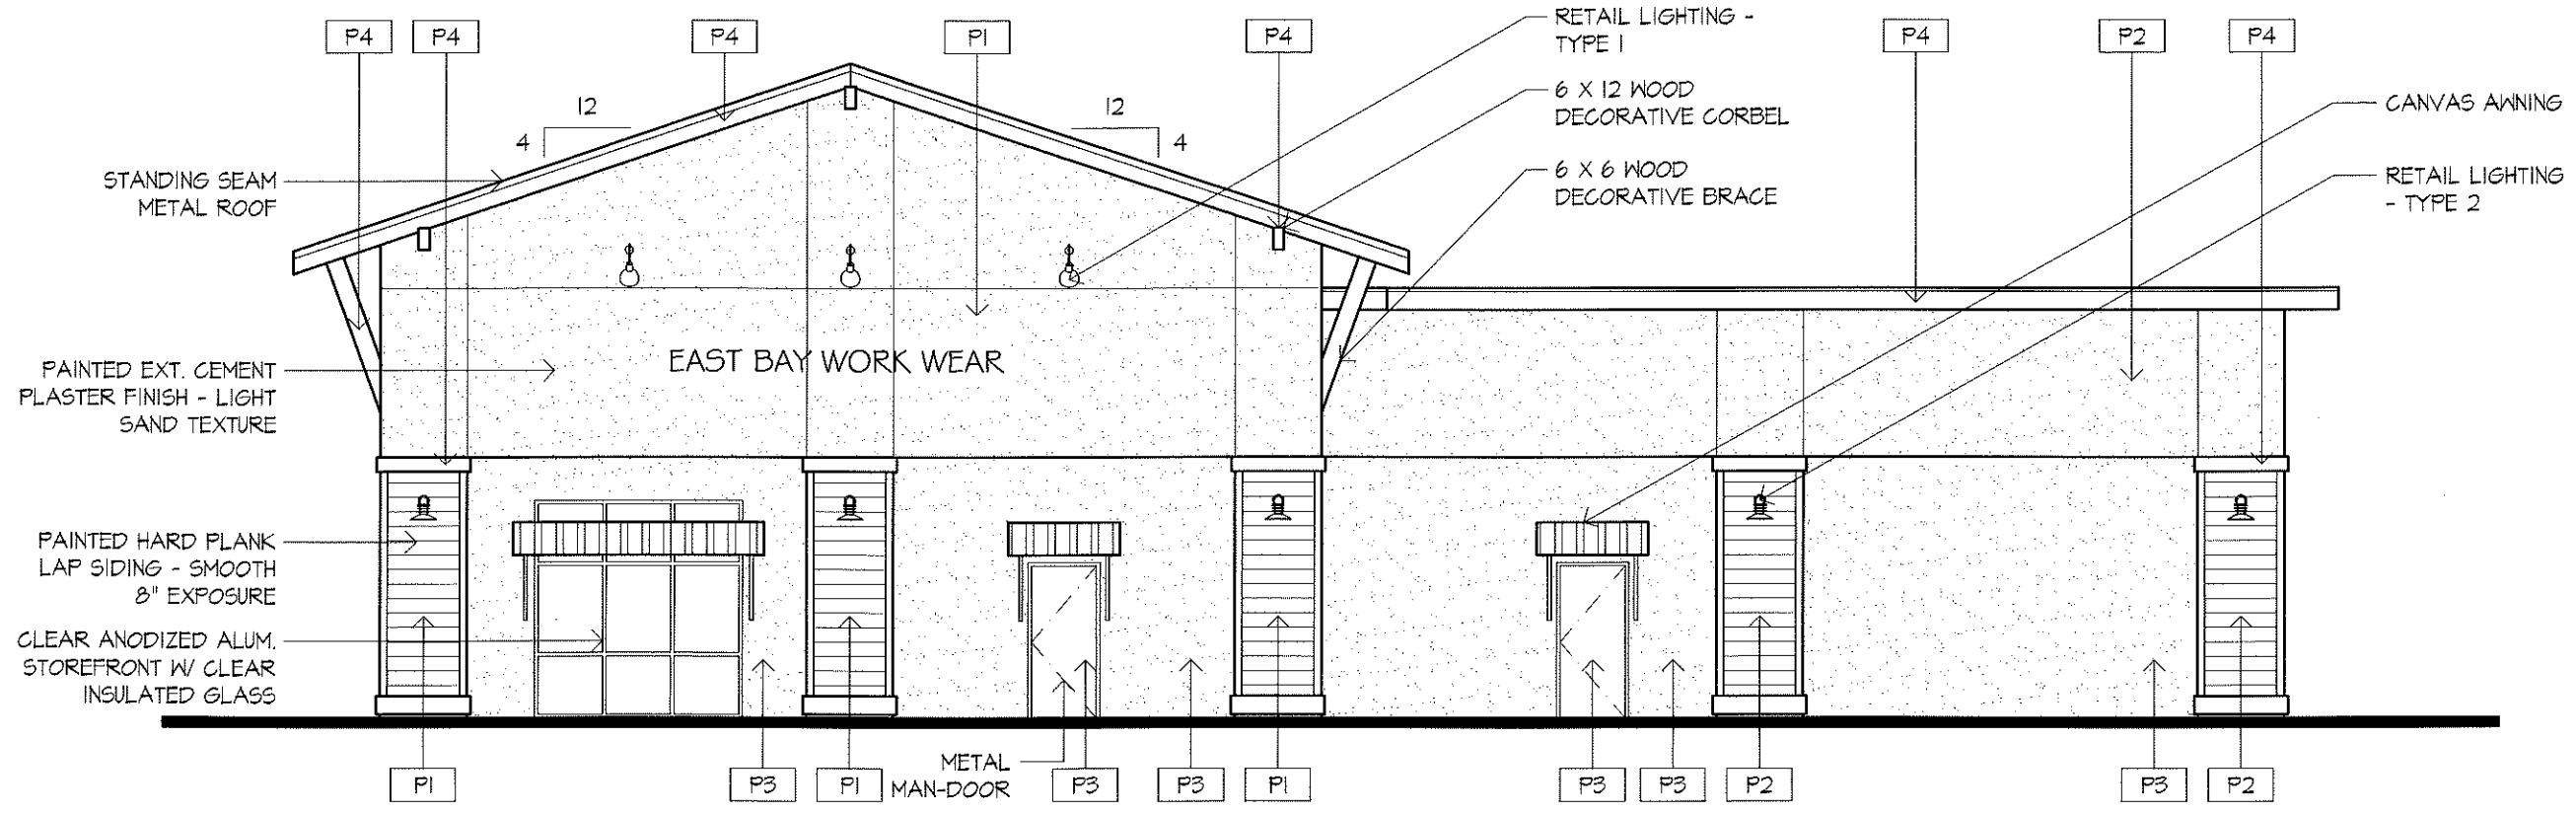 P4
P4
P4
P1
P4
P4
P2
P4
RETAIL LIGHTING -
TYPE 1
6 X 12 WOOD
DECORATIVE CORBEL
6 X 6 WOOD
DECORATIVE BRACE
CANVAS AWNING
RETAIL LIGHTING
- TYPE 2
12
4
12
4
STANDING SEAM
METAL ROOF
PAINTED EXT. CEMENT
PLASTER FINISH - LIGHT
SAND TEXTURE
EAST BAY WORK WEAR
PAINTED HARD PLANK
LAP SIDING - SMOOTH
8" EXPOSURE
CLEAR ANODIZED ALUM.
STOREFRONT W/ CLEAR
INSULATED GLASS
METAL
MAN-DOOR
P1
P3
P1
P3
P3
P1
P3
P3
P2
P3
P2